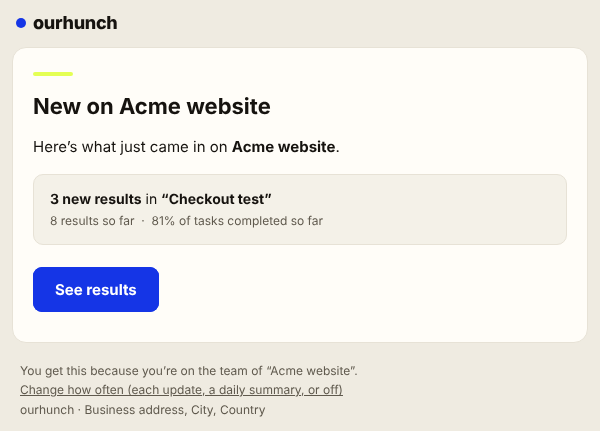 ourhunch
New on Acme website
Here’s what just came in on Acme website.
3 new results in “Checkout test”
8 results so far · 81% of tasks completed so far
See results
You get this because you’re on the team of “Acme website”.
Change how often (each update, a daily summary, or off)
ourhunch · Business address, City, Country